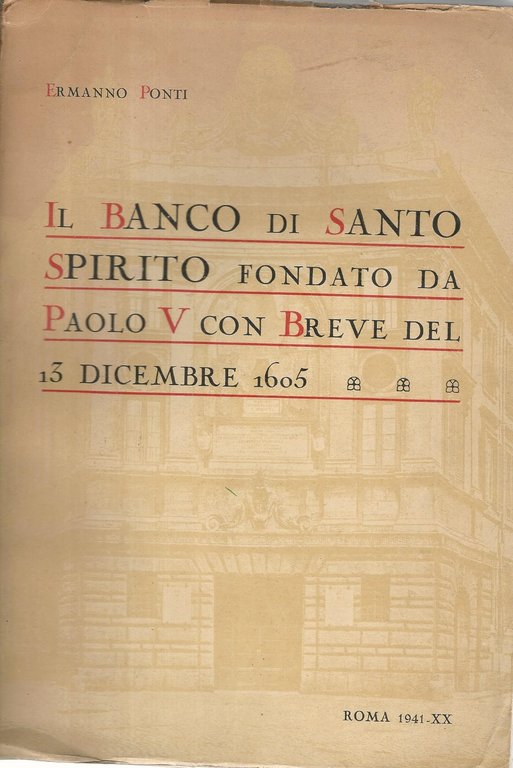 Ermanno Ponti
Il Banco di Santo
Spirito fondato da
Paolo V con Breve del
13 dicembre 1605
ROMA 1941-XX